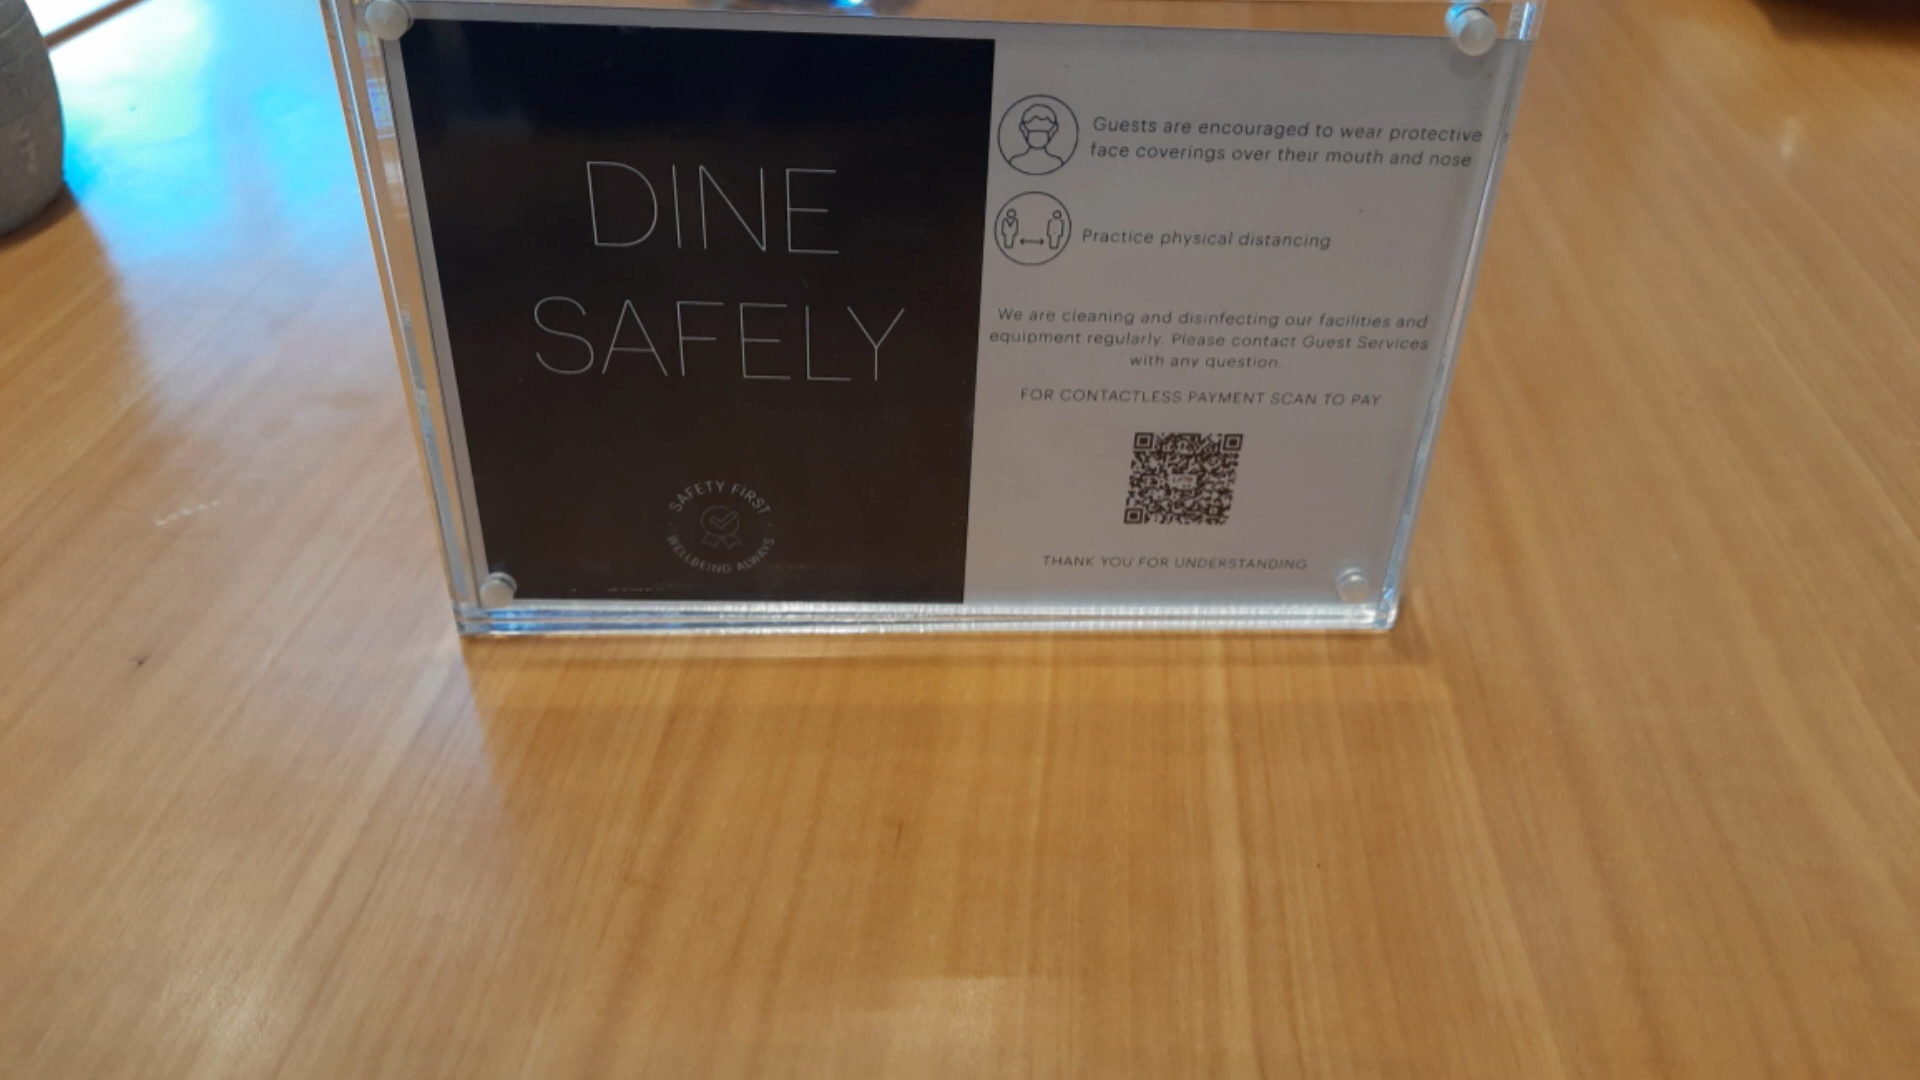 DINE
SAFELY
SAFETY FIRST
WELLBEING ALWAYS
Guests are encouraged to wear protective
face coverings over their mouth and nose
Practice physical distancing
We are cleaning and disinfecting our facilities and
equipment regularly. Please contact Guest Services
with any question.
FOR CONTACTLESS PAYMENT SCAN TO PAY
THANK YOU FOR UNDERSTANDING